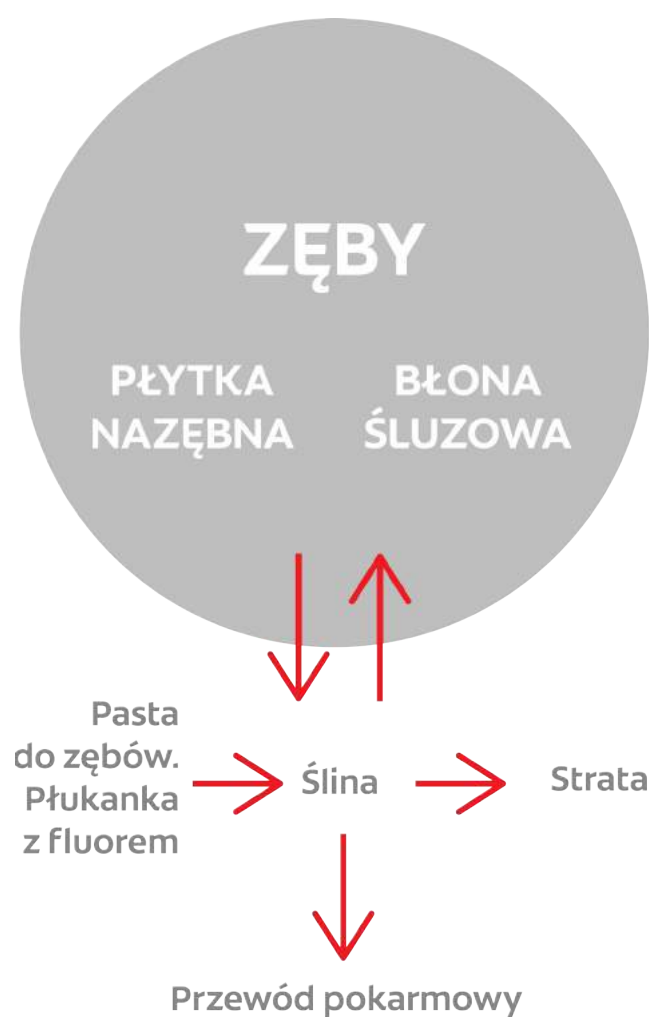 ZĘBY
PŁYTKA
NAZĘBNA
BŁONA
ŚLUZOWA
Pasta
do zębów.
Płukanka
z fluorem
Ślina
Strata
Przewód pokarmowy